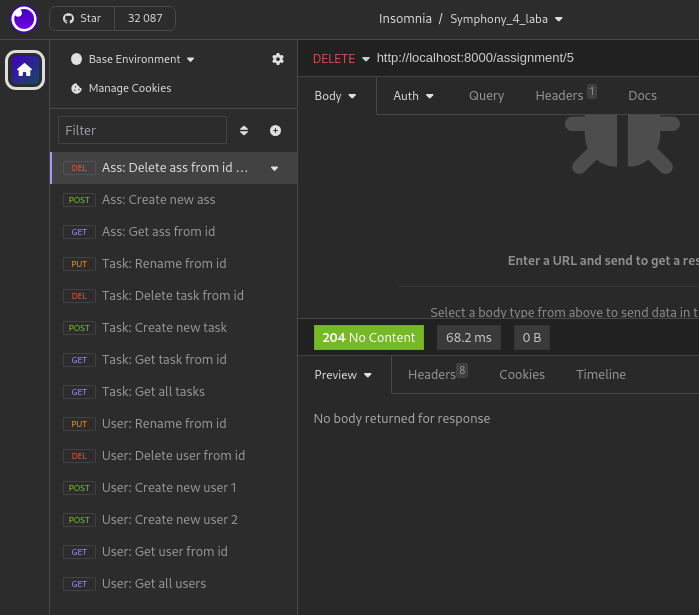 Star 32 087
Insomnia / Symphony_4_laba
Base Environment
Manage Cookies
Filter
DEL Ass: Delete ass from id ...
POST Ass: Create new ass
GET Ass: Get ass from id
PUT Task: Rename from id
DEL Task: Delete task from id
POST Task: Create new task
GET Task: Get task from id
GET Task: Get all tasks
PUT User: Rename from id
DEL User: Delete user from id
POST User: Create new user 1
POST User: Create new user 2
GET User: Get user from id
GET User: Get all users
DELETE http://localhost:8000/assignment/5
Body Auth Query Headers 1 Docs
Enter a URL and send to get a res
Select a body type from above to send data in t
204 No Content 68.2 ms 0 B
Preview Headers 8 Cookies Timeline
No body returned for response